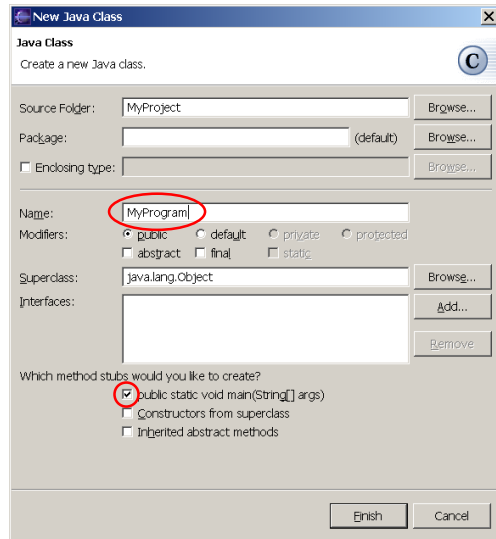 New Java Class
Java Class
Create a new Java class.
C
Source Folder: MyProject Browse...
Package: (default) Browse...
Enclosing type: Browse...
Name: MyProgram
Modifiers: public default private protected
abstract final static
Superclass: java.lang.Object Browse...
Interfaces: Add...
Remove
Which method stubs would you like to create?
public static void main(String[] args)
Constructors from superclass
Inherited abstract methods
Finish Cancel